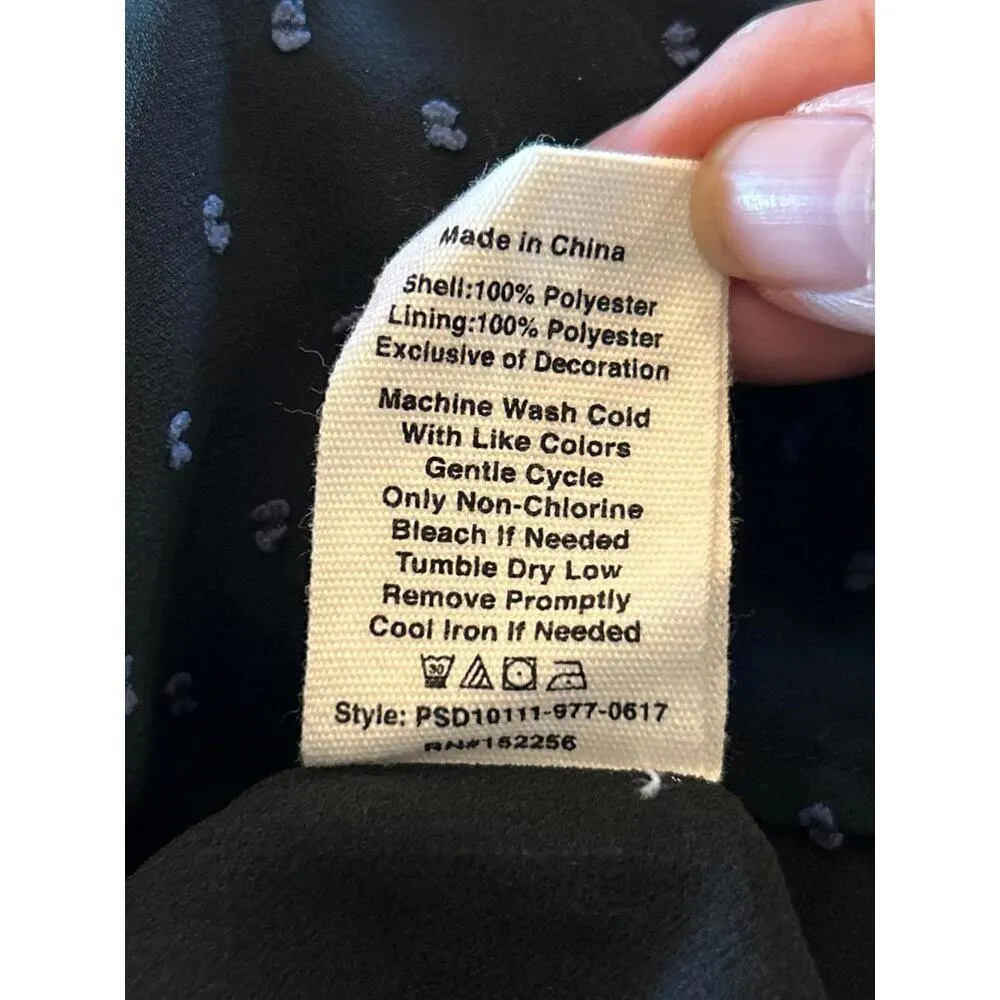 Made in China
Shell:100% Polyester
Lining:100% Polyester
Exclusive of Decoration
Machine Wash Cold
With Like Colors
Gentle Cycle
Only Non-Chlorine
Bleach If Needed
Tumble Dry Low
Remove Promptly
Cool Iron If Needed
30
Style: PSD10111-977-0617
RN#152256